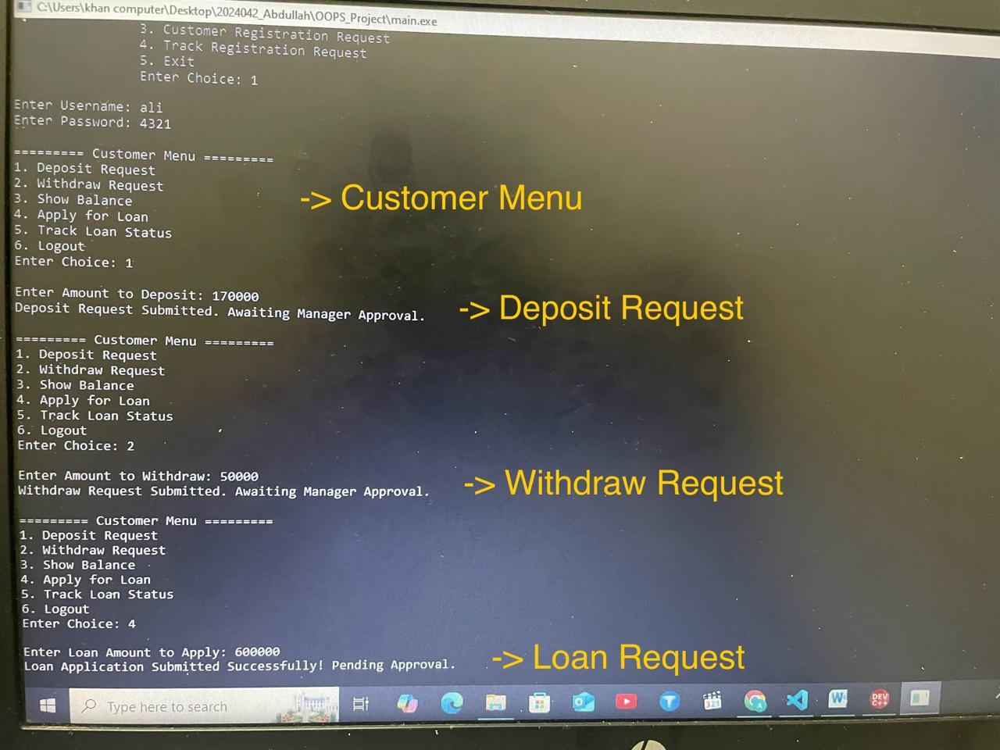 C:\Users\khan computer\Desktop\2024042_Abdullah\OOPS_Project\main.exe
3. Customer Registration Request
4. Track Registration Request
5. Exit
Enter Choice: 1
Enter Username: ali
Enter Password: 4321
========= Customer Menu =========
1. Deposit Request
2. Withdraw Request
3. Show Balance
4. Apply for Loan
5. Track Loan Status
6. Logout
Enter Choice: 1
-> Customer Menu
Enter Amount to Deposit: 170000
Deposit Request Submitted. Awaiting Manager Approval.
-> Deposit Request
========= Customer Menu =========
1. Deposit Request
2. Withdraw Request
3. Show Balance
4. Apply for Loan
5. Track Loan Status
6. Logout
Enter Choice: 2
Enter Amount to Withdraw: 50000
Withdraw Request Submitted. Awaiting Manager Approval.
-> Withdraw Request
========= Customer Menu =========
1. Deposit Request
2. Withdraw Request
3. Show Balance
4. Apply for Loan
5. Track Loan Status
6. Logout
Enter Choice: 4
Enter Loan Amount to Apply: 600000
Loan Application Submitted Successfully! Pending Approval.
-> Loan Request
Type here to search
321
W
DEV
C++
hp